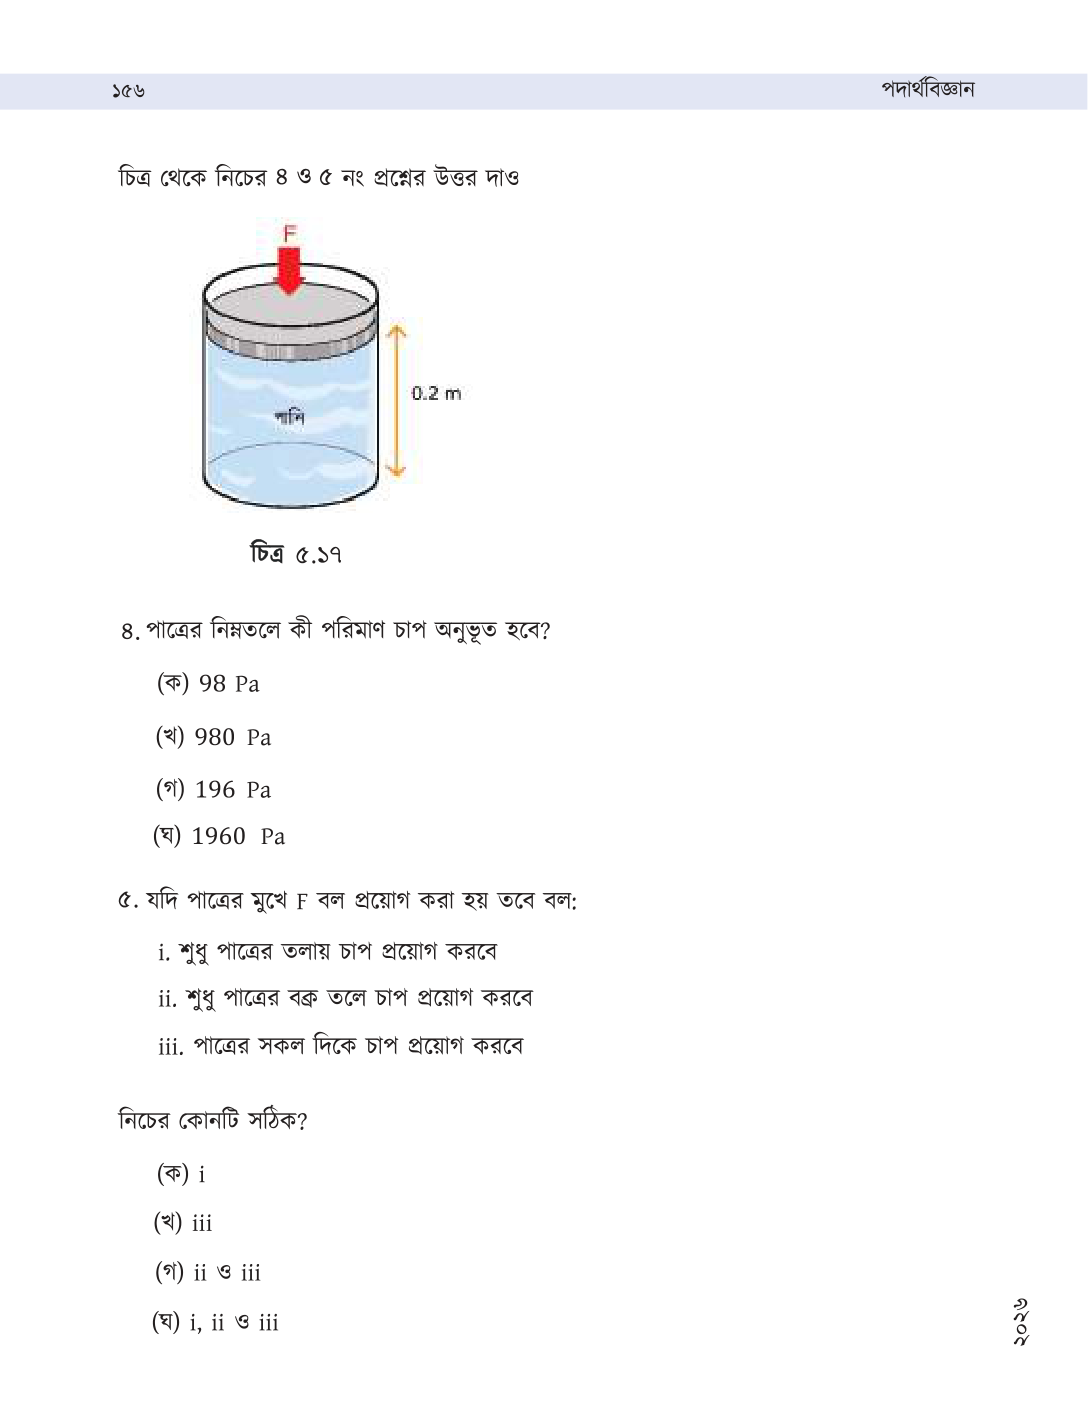 ১৫৬ পদার্থবিজ্ঞান
চিত্র থেকে নিচের ৪ ও ৫ নং প্রশ্নের উত্তর দাও
F
0.2 m
পানি
চিত্র ৫.১৭
৪. পাত্রের নিম্নতলে কী পরিমাণ চাপ অনুভূত হবে?
(ক) 98 Pa
(খ) 980 Pa
(গ) 196 Pa
(ঘ) 1960 Pa
৫. যদি পাত্রের মুখে F বল প্রয়োগ করা হয় তবে বল:
i. শুধু পাত্রের তলায় চাপ প্রয়োগ করবে
ii. শুধু পাত্রের বক্র তলে চাপ প্রয়োগ করবে
iii. পাত্রের সকল দিকে চাপ প্রয়োগ করবে
নিচের কোনটি সঠিক?
(ক) i
(খ) iii
(গ) ii ও iii
(ঘ) i, ii ও iii
২০২৬